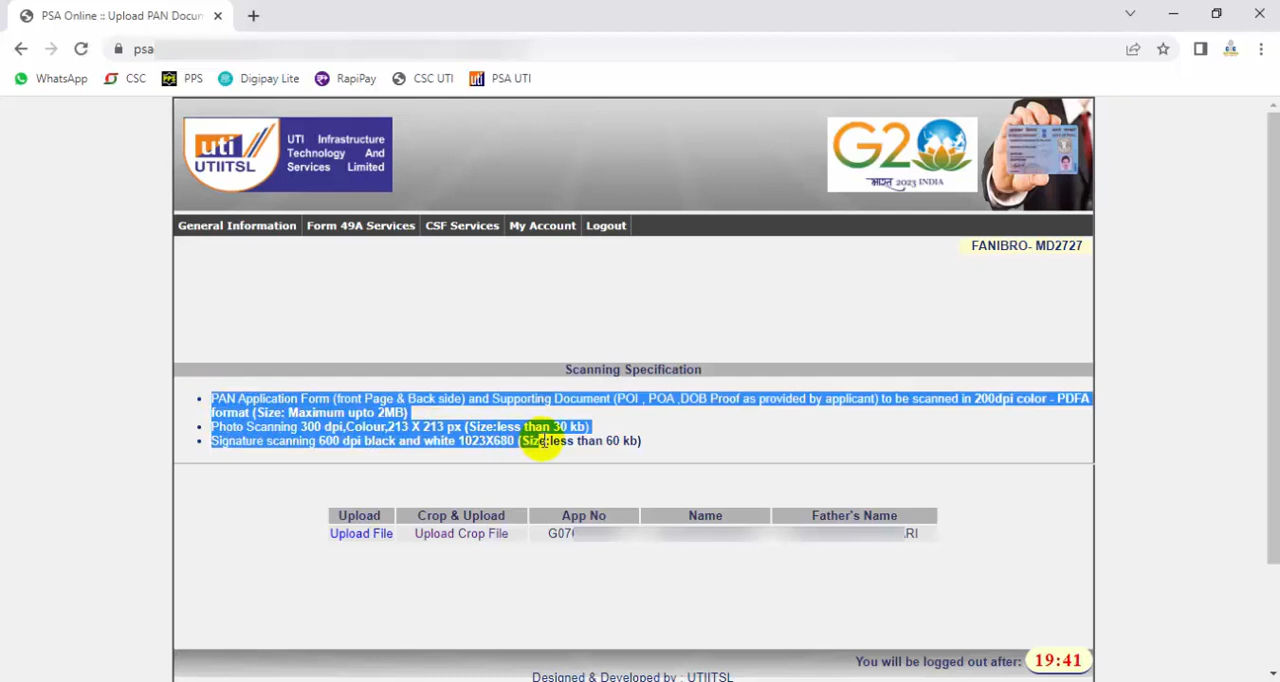 PSA Online :: Upload PAN Docun
psa
WhatsApp CSC PPS Digipay Lite RapiPay CSC UTI PSA UTI
uti
UTIITSL
UTI Infrastructure
Technology And
Services Limited
G20
भारत 2023 INDIA
General Information Form 49A Services CSF Services My Account Logout
FANIBRO- MD2727
Scanning Specification
• PAN Application Form (front Page & Back side) and Supporting Document (POI , POA ,DOB Proof as provided by applicant) to be scanned in 200dpi color - PDFA
format (Size: Maximum upto 2MB)
• Photo Scanning 300 dpi,Colour,213 X 213 px (Size:less than 30 kb)
• Signature scanning 600 dpi black and white 1023X680 (Size:less than 60 kb)
Upload Crop & Upload App No Name Father's Name
Upload File Upload Crop File G07 .RI
You will be logged out after: 19:41
Designed & Developed by : UTIITSL